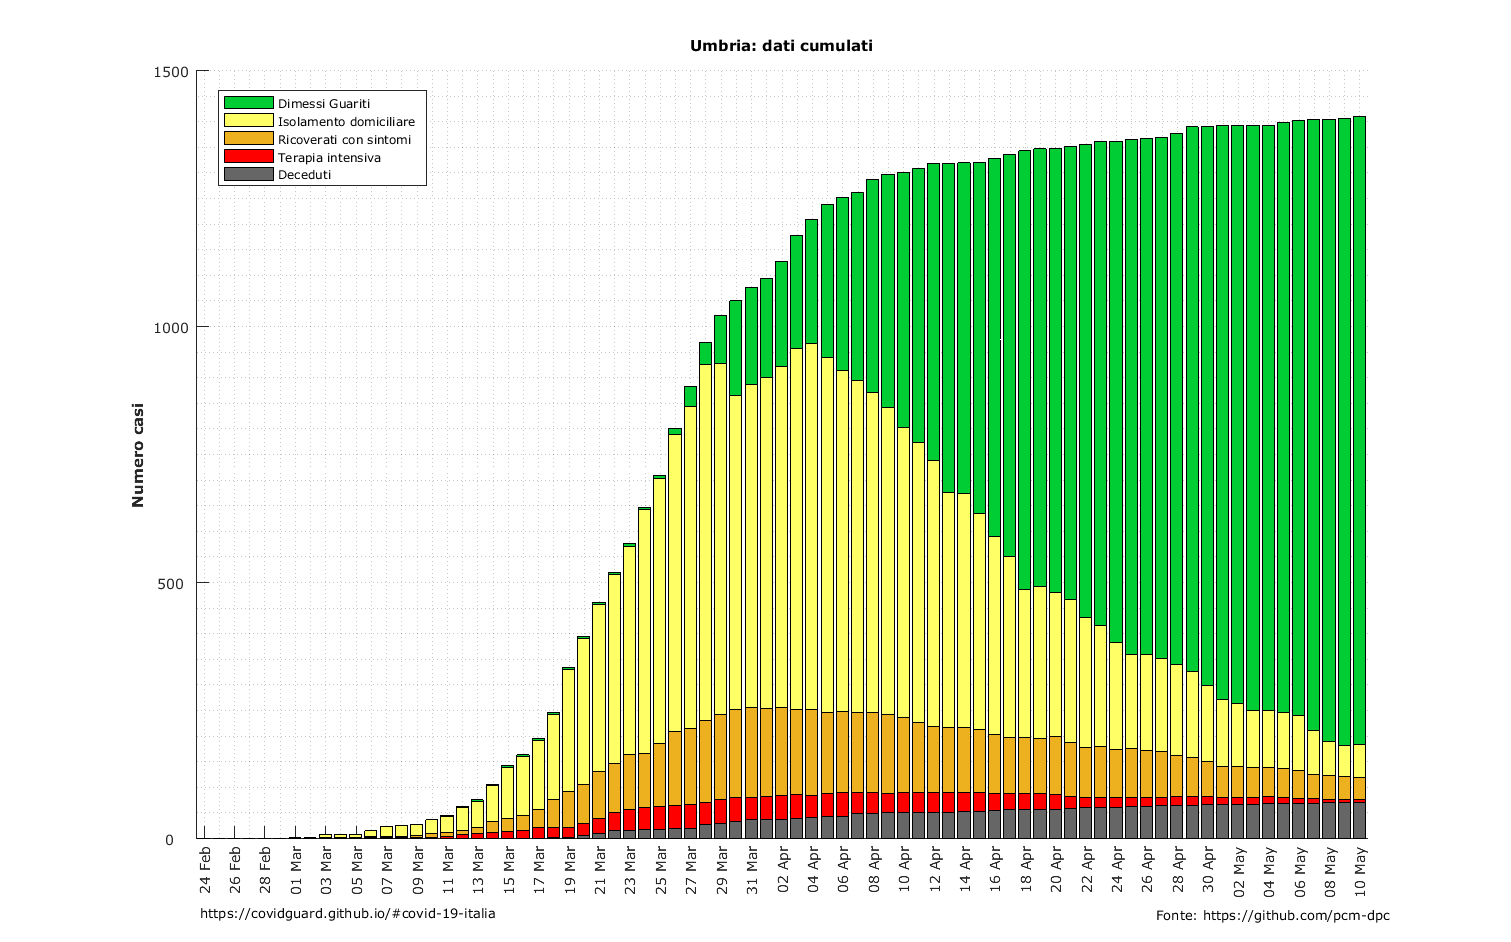 Umbria: dati cumulati
1500
1000
500
0
Numero casi
Dimessi Guariti
Isolamento domiciliare
Ricoverati con sintomi
Terapia intensiva
Deceduti
24 Feb
26 Feb
28 Feb
01 Mar
03 Mar
05 Mar
07 Mar
09 Mar
11 Mar
13 Mar
15 Mar
17 Mar
19 Mar
21 Mar
23 Mar
25 Mar
27 Mar
29 Mar
31 Mar
02 Apr
04 Apr
06 Apr
08 Apr
10 Apr
12 Apr
14 Apr
16 Apr
18 Apr
20 Apr
22 Apr
24 Apr
26 Apr
28 Apr
30 Apr
02 May
04 May
06 May
08 May
10 May
https://covidguard.github.io/#covid-19-italia
Fonte: https://github.com/pcm-dpc